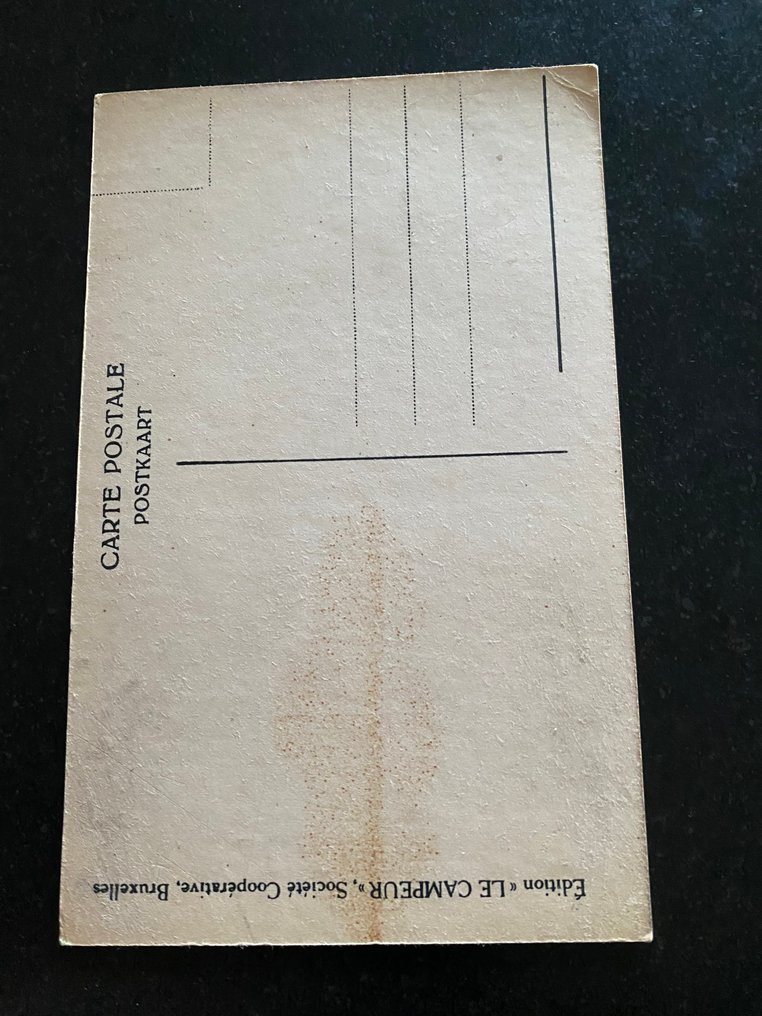 CARTE POSTALE
POSTKAART
Édition « LE CAMPEUR », Société Coopérative, Bruxelles